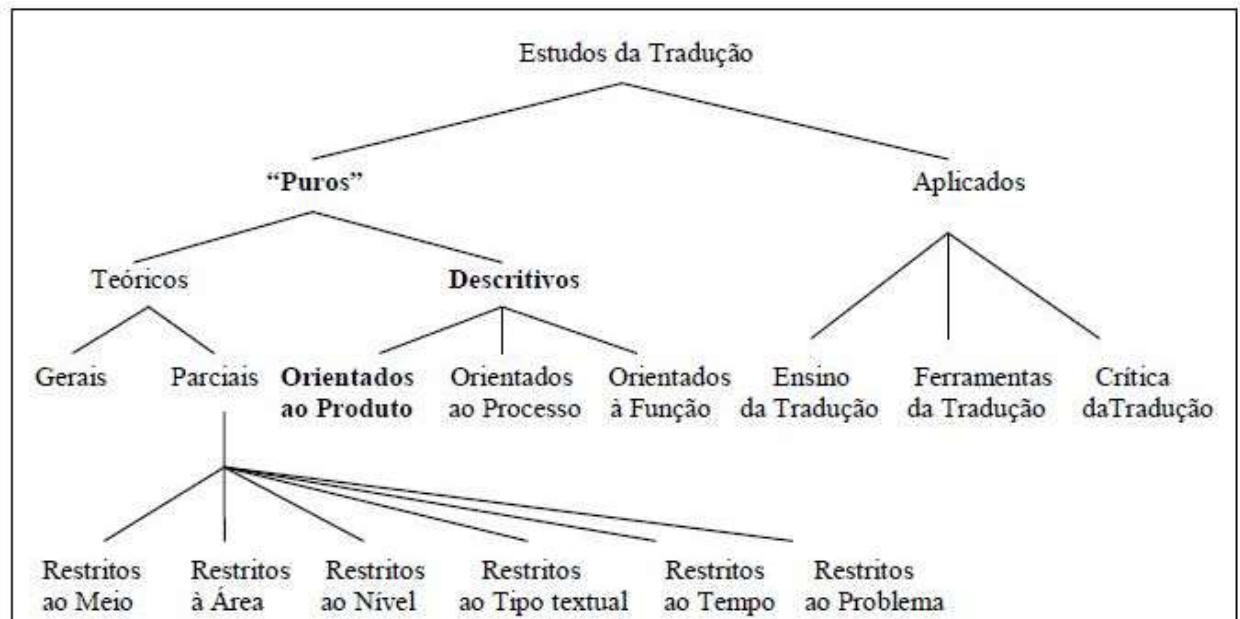 Estudos da Tradução
“Puros” Aplicados
Teóricos Descritivos
Gerais Parciais Orientados Orientados Orientados Ensino Ferramentas Crítica
ao Produto ao Processo à Função da Tradução da Tradução daTradução
Restritos Restritos Restritos Restritos Restritos Restritos
ao Meio à Área ao Nível ao Tipo textual ao Tempo ao Problema